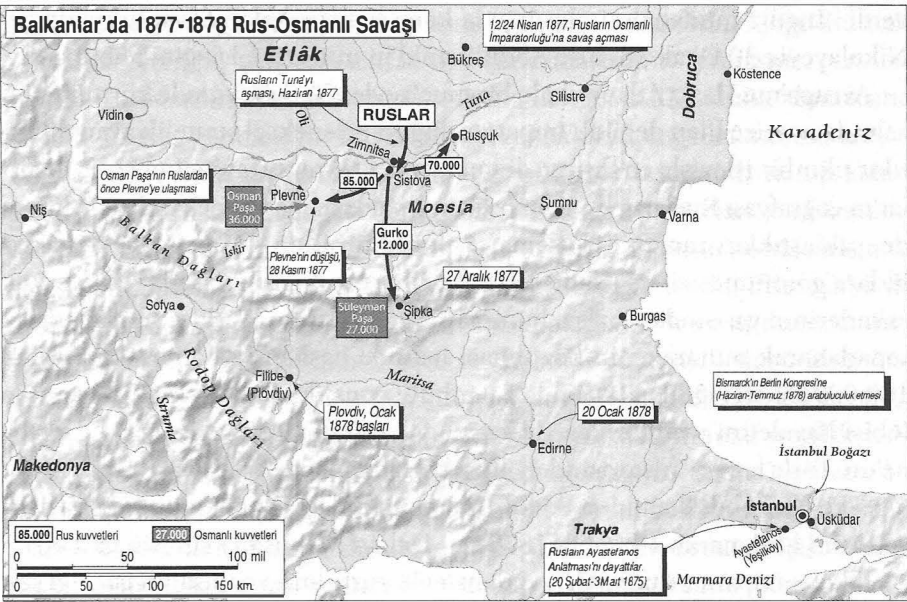 Balkanlar'da 1877-1878 Rus-Osmanlı Savaşı
12/24 Nisan 1877, Rusların Osmanlı
İmparatorluğu'na savaş açması
Eflâk
Bükreş
Rusların Tuna'yı
aşması, Haziran 1877
Dobruca
Köstence
Silistre
Tuna
Olt
Vidin
RUSLAR
Karadeniz
Zimnitsa
Rusçuk
70.000
Sistova
85.000
Osman Paşa'nın Ruslardan
önce Plevne'ye ulaşması
Plevne
Osman
Paşa
36.000
Moesia
Şumnu
Varna
Niş
Balkan Dağları
İskir
Gurko
12.000
Plevne'nin düşüşü,
28 Kasım 1877
27 Aralık 1877
Sofya
Süleyman
Paşa
27.000
Sipka
Burgas
Rodop Dağları
Filibe
(Plovdiv)
Maritsa
Struma
Plovdiv, Ocak
1878 başları
20 Ocak 1878
Edirne
Bismarck'ın Berlin Kongresi'ne
(Haziran-Temmuz 1878) arabuluculuk etmesi
İstanbul Boğazı
Makedonya
İstanbul
Üsküdar
Ayastefanos
(Yeşilköy)
Trakya
Rusların Ayastefanos
Anlatması'nı dayattılar.
(20 Şubat-3Mart 1875)
Marmara Denizi
85.000 Rus kuvvetleri
27.000 Osmanlı kuvvetleri
0 50 100 mil
0 50 100 150 km.